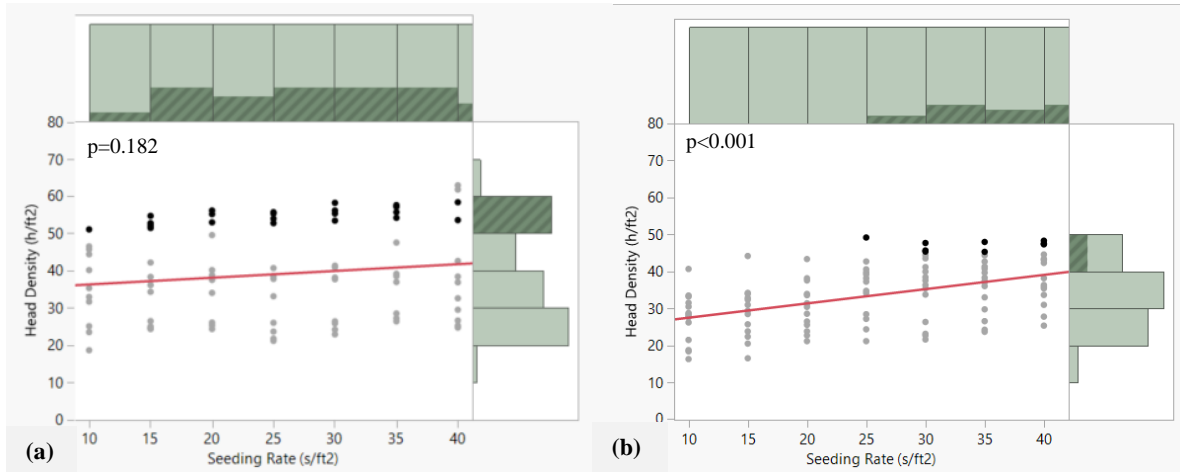 80
p=0.182
70
60
50
40
30
20
10
0
Head Density (h/ft2)
10 15 20 25 30 35 40
Seeding Rate (s/ft2)
(a)
80
p<0.001
70
60
50
40
30
20
10
0
Head Density (h/ft2)
10 15 20 25 30 35 40
Seeding Rate (s/ft2)
(b)